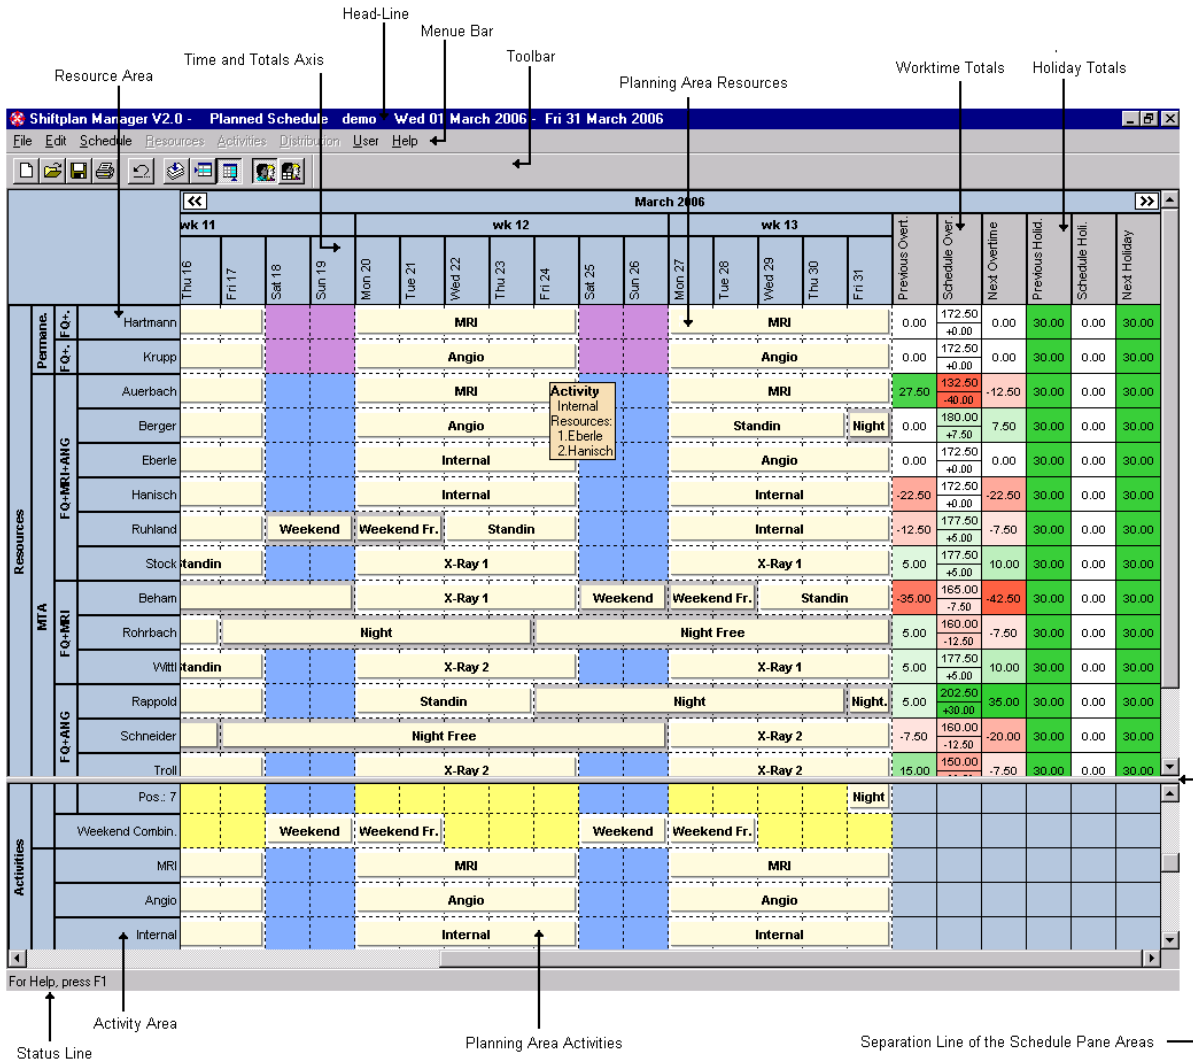 Head-Line
Menue Bar
Time and Totals Axis
Toolbar
Resource Area
Planning Area Resources
Worktime Totals
Holiday Totals
Shiftplan Manager V2.0 - Planned Schedule demo Wed 01 March 2006 - Fri 31 March 2006
File Edit Schedule Resources Activities Distribution User Help
<< March 2006 >>
wk 11 wk 12 wk 13
Thu 16 Fri 17 Sat 18 Sun 19 Mon 20 Tue 21 Wed 22 Thu 23 Fri 24 Sat 25 Sun 26 Mon 27 Tue 28 Wed 29 Thu 30 Fri 31 Previous Overt. Schedule Over. Next Overtime Previous Holid. Schedule Holi. Next Holiday
Resources
Permane.
FQ+.
Hartmann MRI MRI 0.00 172.50 +0.00 0.00 30.00 0.00 30.00
FQ+.
Krupp Angio Angio 0.00 172.50 +0.00 0.00 30.00 0.00 30.00
MTA
FQ+MRI+ANG
Auerbach MRI MRI 27.50 132.50 -40.00 -12.50 30.00 0.00 30.00
Berger Angio Standin Night 0.00 180.00 +7.50 7.50 30.00 0.00 30.00
Eberle Internal Angio 0.00 172.50 +0.00 0.00 30.00 0.00 30.00
Hanisch Internal Internal -22.50 172.50 +0.00 -22.50 30.00 0.00 30.00
Ruhland Weekend Weekend Fr. Standin Internal -12.50 177.50 +5.00 -7.50 30.00 0.00 30.00
Stock tandin X-Ray 1 X-Ray 1 5.00 177.50 +5.00 10.00 30.00 0.00 30.00
Activity
Internal
Resources:
1.Eberle
2.Hanisch
FQ+MRI
Beham X-Ray 1 Weekend Weekend Fr. Standin -35.00 165.00 -7.50 -42.50 30.00 0.00 30.00
Rohrbach Night Night Free 5.00 160.00 -12.50 -7.50 30.00 0.00 30.00
Wittl tandin X-Ray 2 X-Ray 1 5.00 177.50 +5.00 10.00 30.00 0.00 30.00
FQ+ANG
Rappold Standin Night Night. 5.00 202.50 +30.00 35.00 30.00 0.00 30.00
Schneider Night Free X-Ray 2 -7.50 160.00 -12.50 -20.00 30.00 0.00 30.00
Troll X-Ray 2 X-Ray 2 15.00 150.00 -7.50 30.00 0.00 30.00
Activities
Pos.: 7 Night
Weekend Combin. Weekend Weekend Fr. Weekend Weekend Fr.
MRI MRI MRI
Angio Angio Angio
Internal Internal Internal
For Help, press F1
Activity Area
Status Line
Planning Area Activities
Separation Line of the Schedule Pane Areas